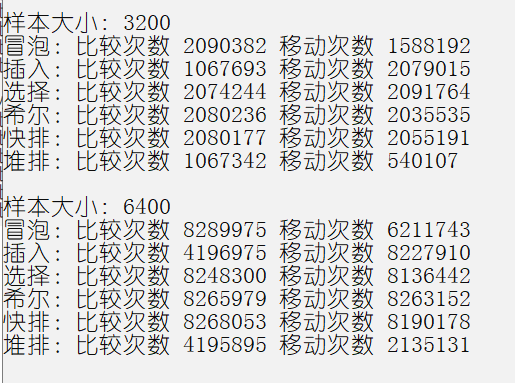 样本大小: 3200
冒泡: 比较次数 2090382 移动次数 1588192
插入: 比较次数 1067693 移动次数 2079015
选择: 比较次数 2074244 移动次数 2091764
希尔: 比较次数 2080236 移动次数 2035535
快排: 比较次数 2080177 移动次数 2055191
堆排: 比较次数 1067342 移动次数 540107
样本大小: 6400
冒泡: 比较次数 8289975 移动次数 6211743
插入: 比较次数 4196975 移动次数 8227910
选择: 比较次数 8248300 移动次数 8136442
希尔: 比较次数 8265979 移动次数 8263152
快排: 比较次数 8268053 移动次数 8190178
堆排: 比较次数 4195895 移动次数 2135131